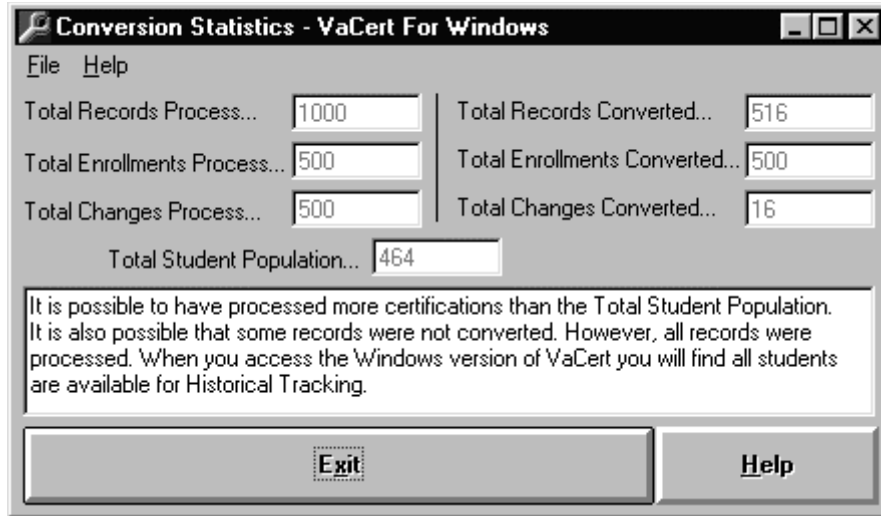 Conversion Statistics - VaCert For Windows
File Help
Total Records Process... 1000 Total Records Converted... 516
Total Enrollments Process... 500 Total Enrollments Converted... 500
Total Changes Process... 500 Total Changes Converted... 16
Total Student Population... 464
It is possible to have processed more certifications than the Total Student Population.
It is also possible that some records were not converted. However, all records were
processed. When you access the Windows version of VaCert you will find all students
are available for Historical Tracking.
Exit Help